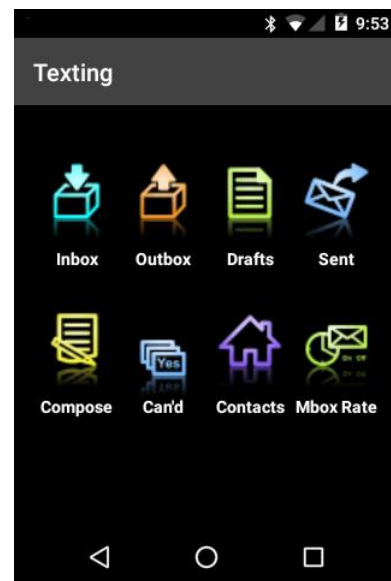 9:53
Texting
Inbox Outbox Drafts Sent
Yes
Compose Can'd Contacts Mbox Rate